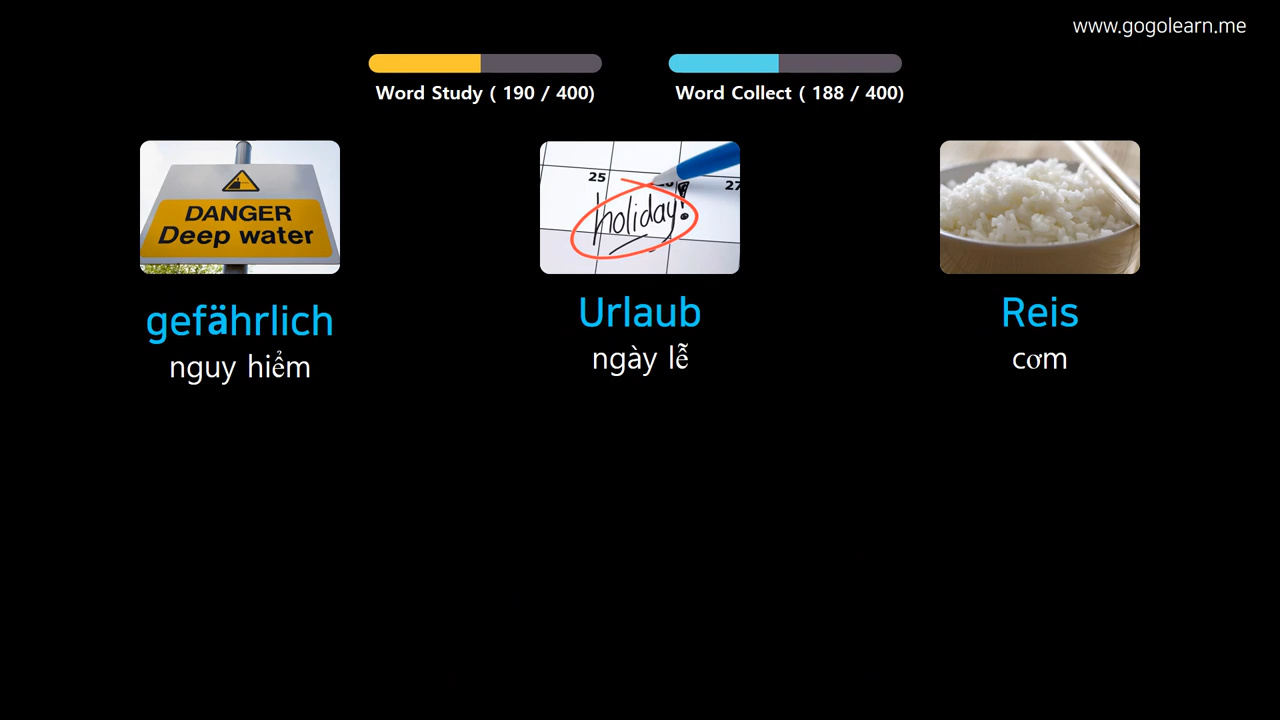 www.gogolearn.me
Word Study ( 190 / 400)
Word Collect ( 188 / 400)
DANGER
Deep water
25
27
holiday!
gefährlich
nguy hiểm
Urlaub
ngày lễ
Reis
cơm